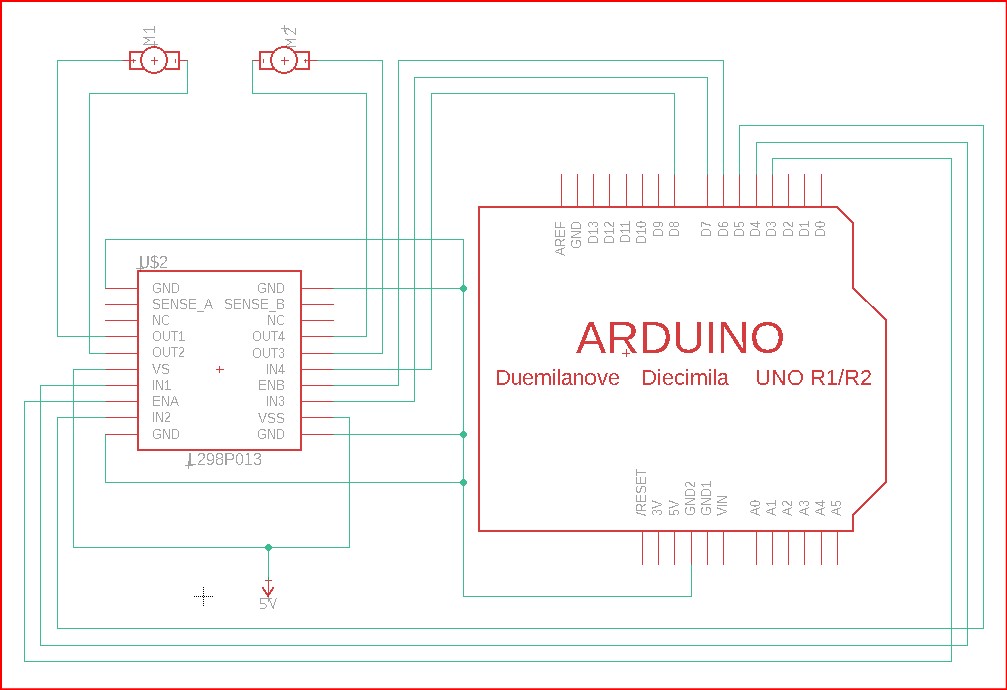 M1
M2
AREF
GND
D13
D12
D11
D10
D9
D8
D7
D6
D5
D4
D3
D2
D1
D0
U$2
GND GND
SENSE_A SENSE_B
NC NC
OUT1 OUT4
OUT2 OUT3
VS IN4
IN1 ENB
ENA IN3
IN2 VSS
GND GND
L298P013
ARDUINO
Duemilanove Diecimila UNO R1/R2
/RESET
3V
5V
GND2
GND1
VIN
A0
A1
A2
A3
A4
A5
5V